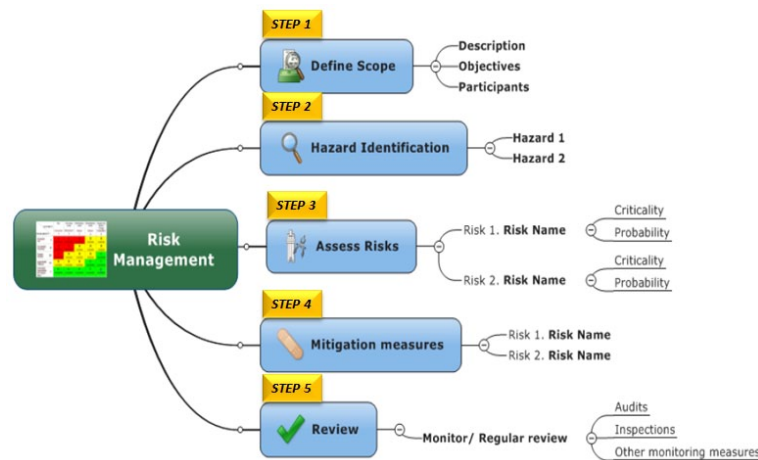 STEP 1
Define Scope
Description
Objectives
Participants
STEP 2
Hazard Identification
Hazard 1
Hazard 2
Risk
Management
STEP 3
Assess Risks
Risk 1. Risk Name
Criticality
Probability
Risk 2. Risk Name
Criticality
Probability
STEP 4
Mitigation measures
Risk 1. Risk Name
Risk 2. Risk Name
STEP 5
Review
Monitor/ Regular review
Audits
Inspections
Other monitoring measures